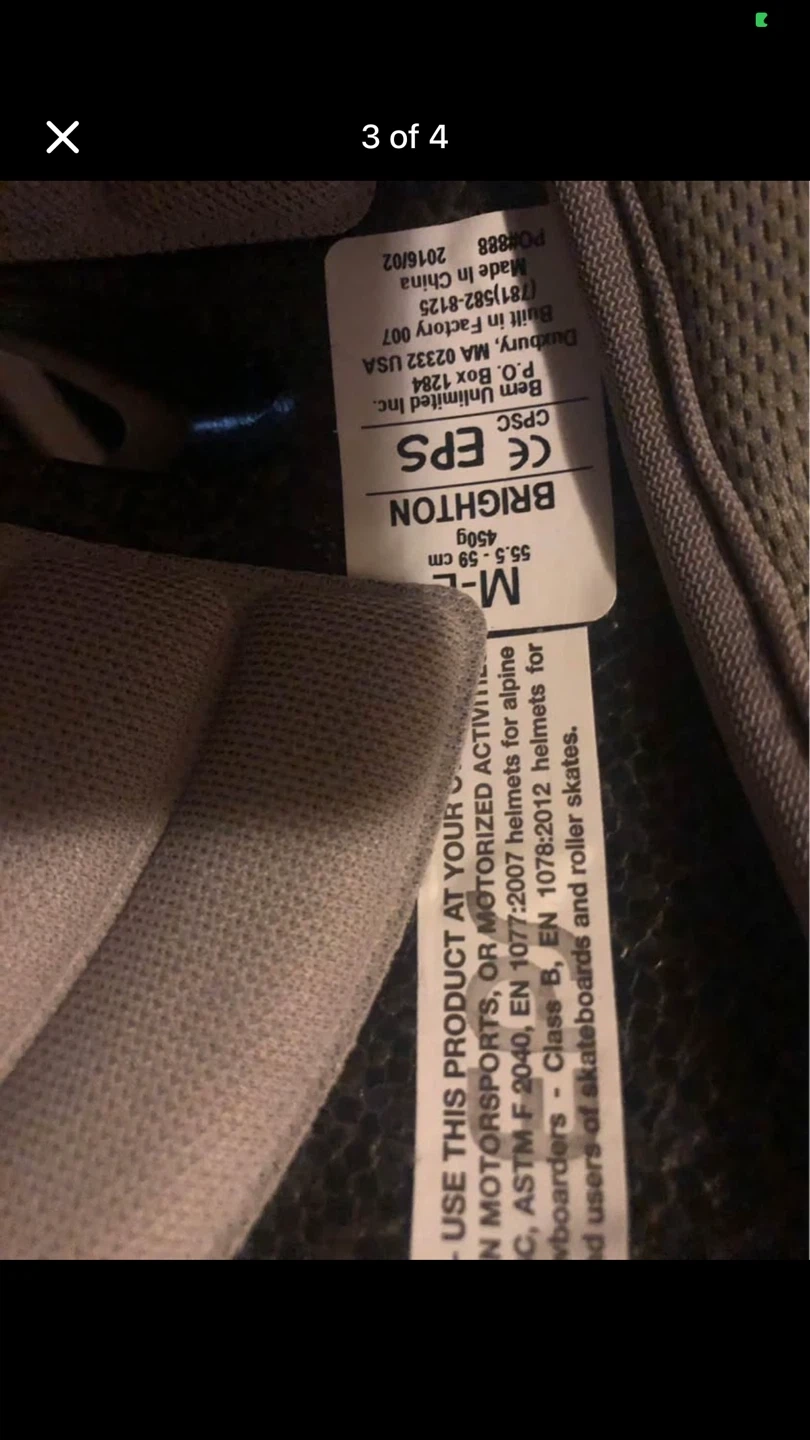 3 of 4
M-L
55.5 - 59 cm
450g
BRIGHTON
CE EPS
CPSC
Bern Unlimited Inc.
P.O. Box 1284
Duxbury, MA 02332 USA
Built in Factory 007
(781)582-8125
Made In China
PO#888 2016/02
- USE THIS PRODUCT AT YOUR
N MOTORSPORTS, OR MOTORIZED
C, ASTM F 2040, EN 1077:2007 helmets for alpine
wboarders - Class B, EN 1078:2012 helmets for
d users of skateboards and roller skates.